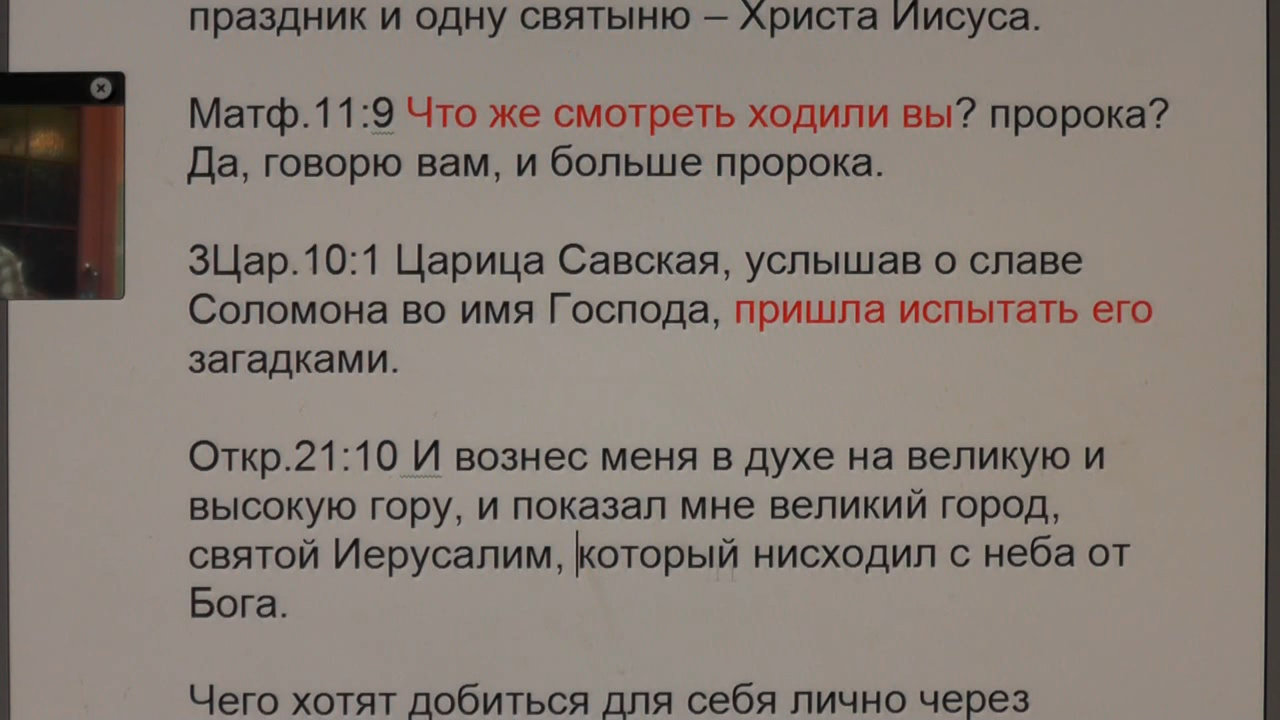 праздник и одну святыню – Христа Иисуса.
Матф.11:9 Что же смотреть ходили вы? пророка?
Да, говорю вам, и больше пророка.
3Цар.10:1 Царица Савская, услышав о славе
Соломона во имя Господа, пришла испытать его
загадками.
Откр.21:10 И вознес меня в духе на великую и
высокую гору, и показал мне великий город,
святой Иерусалим, который нисходил с неба от
Бога.
Чего хотят добиться для себя лично через